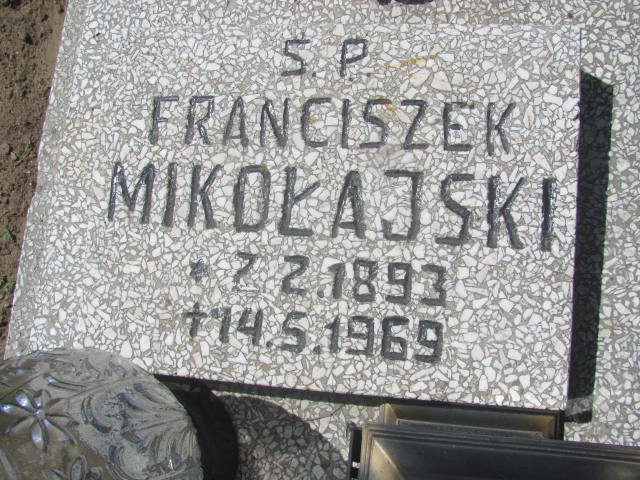 S. P.
FRANCISZEK
MIKOŁAJSKI
* 2.2.1893
+14.5.1969